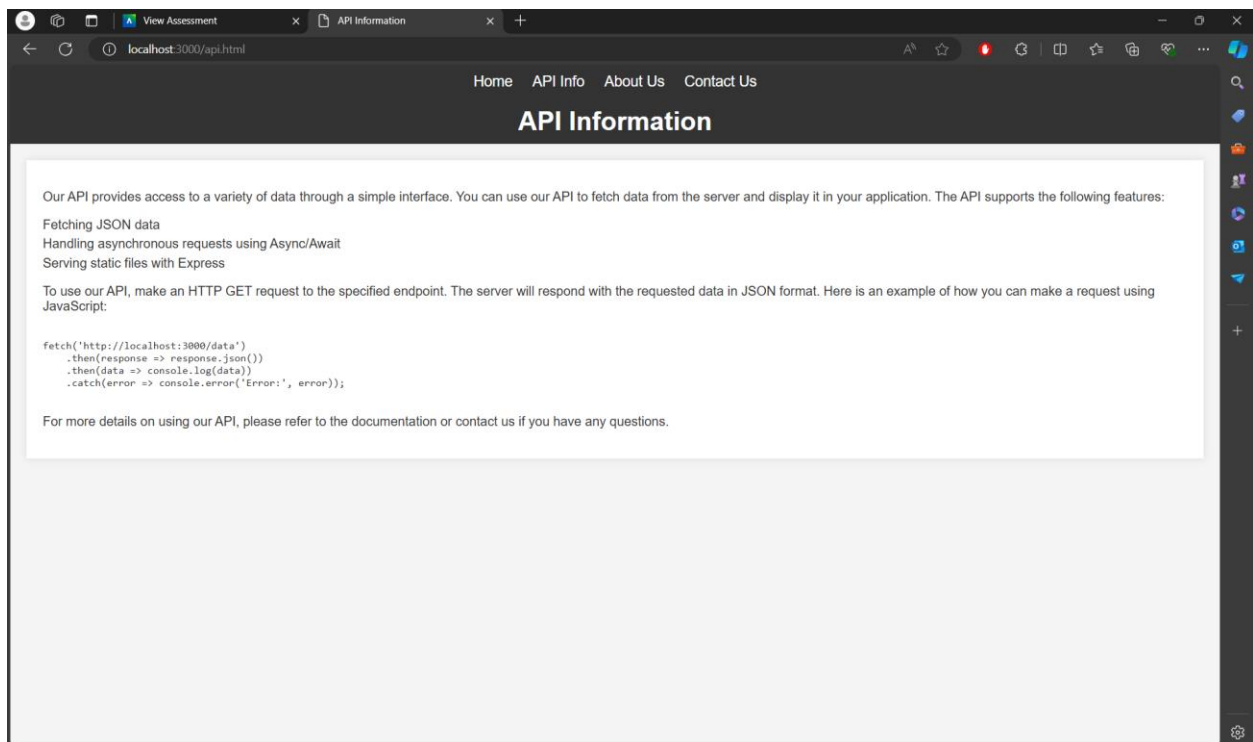 View Assessment
API Information
localhost:3000/api.html
Home API Info About Us Contact Us
API Information
Our API provides access to a variety of data through a simple interface. You can use our API to fetch data from the server and display it in your application. The API supports the following features:
Fetching JSON data
Handling asynchronous requests using Async/Await
Serving static files with Express
To use our API, make an HTTP GET request to the specified endpoint. The server will respond with the requested data in JSON format. Here is an example of how you can make a request using
JavaScript:
fetch('http://localhost:3000/data')
    .then(response => response.json())
    .then(data => console.log(data))
    .catch(error => console.error('Error:', error));
For more details on using our API, please refer to the documentation or contact us if you have any questions.